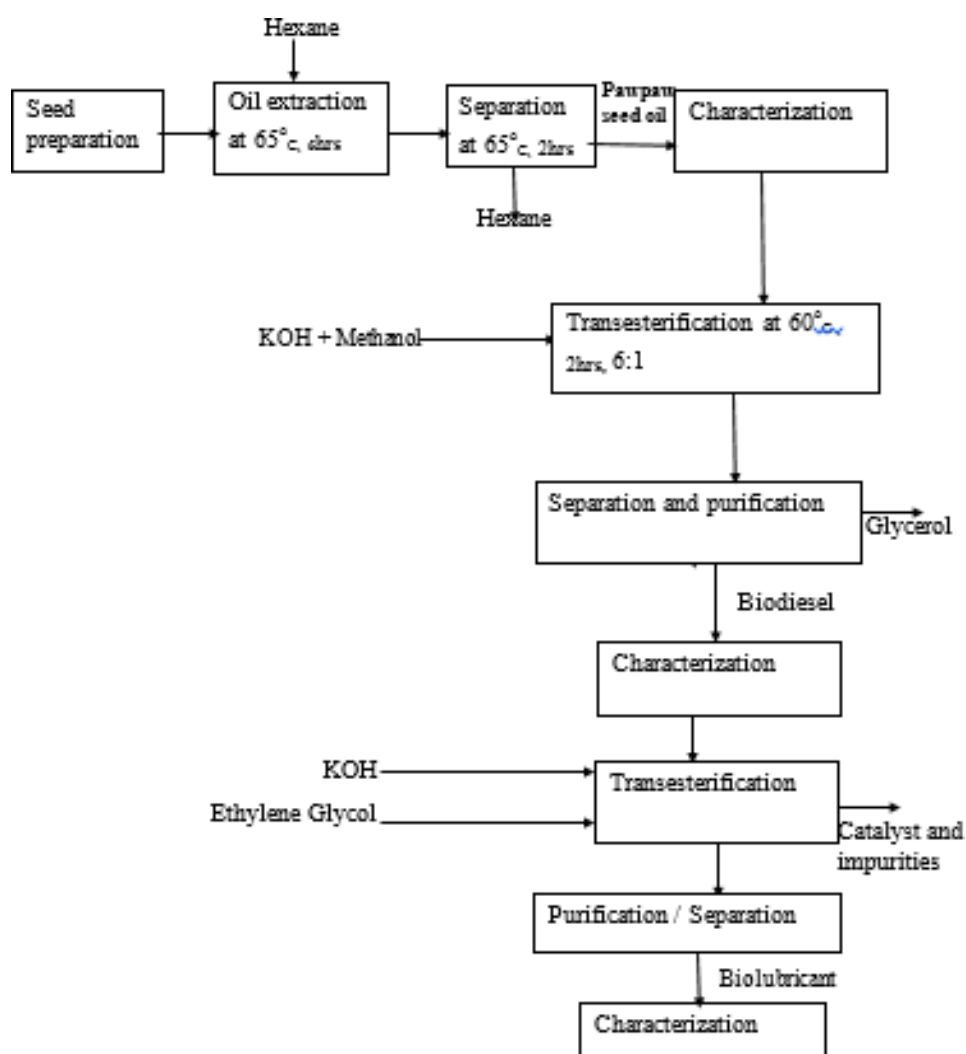 Hexane
Seed
preparation
Oil extraction
at 65°C, 6hrs
Separation
at 65°C, 2hrs
Pawpaw
seed oil
Characterization
Hexane
KOH + Methanol
Transesterification at 60°C,
2hrs, 6:1
Separation and purification
Glycerol
Biodiesel
Characterization
KOH
Ethylene Glycol
Transesterification
Catalyst and
impurities
Purification / Separation
Biolubricant
Characterization